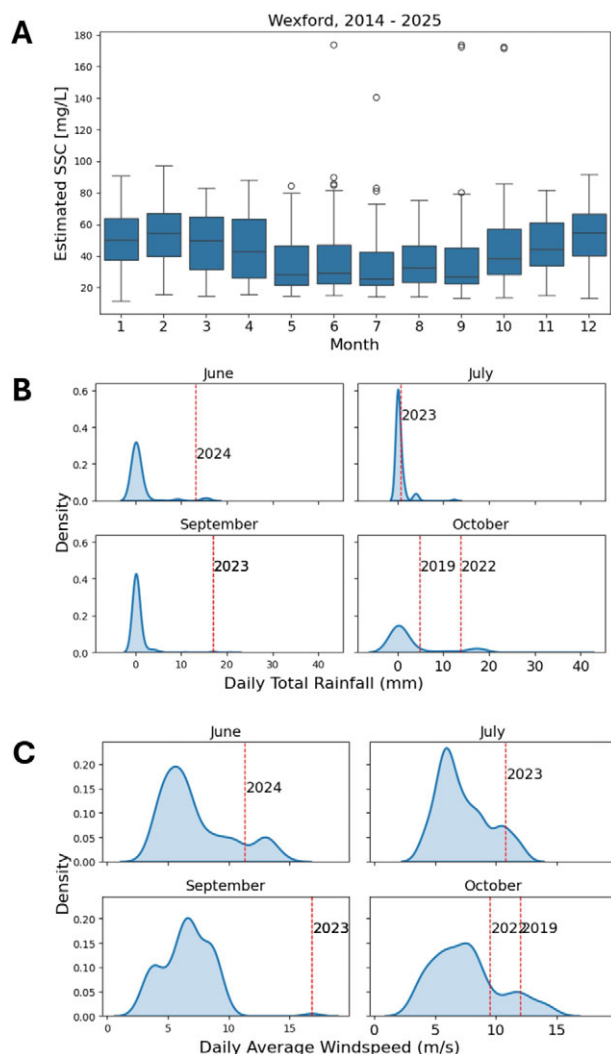 A
Wexford, 2014 - 2025
Estimated SSC [mg/L]
180
160
140
120
100
80
60
40
20
1 2 3 4 5 6 7 8 9 10 11 12
Month
B
June
July
0.6
0.4
0.2
0.0
2024
2023
Density
September
October
0.6
0.4
0.2
0.0
2023
2019
2022
0 10 20 30 40
0 10 20 30 40
Daily Total Rainfall (mm)
C
June
July
0.20
0.15
0.10
0.05
0.00
2024
2023
Density
September
October
0.20
0.15
0.10
0.05
0.00
2023
2022
2019
0 5 10 15
0 5 10 15
Daily Average Windspeed (m/s)